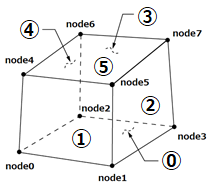 node6
③
node7
④
node4
⑤
node5
node2
②
①
node3
node0
⓪
node1